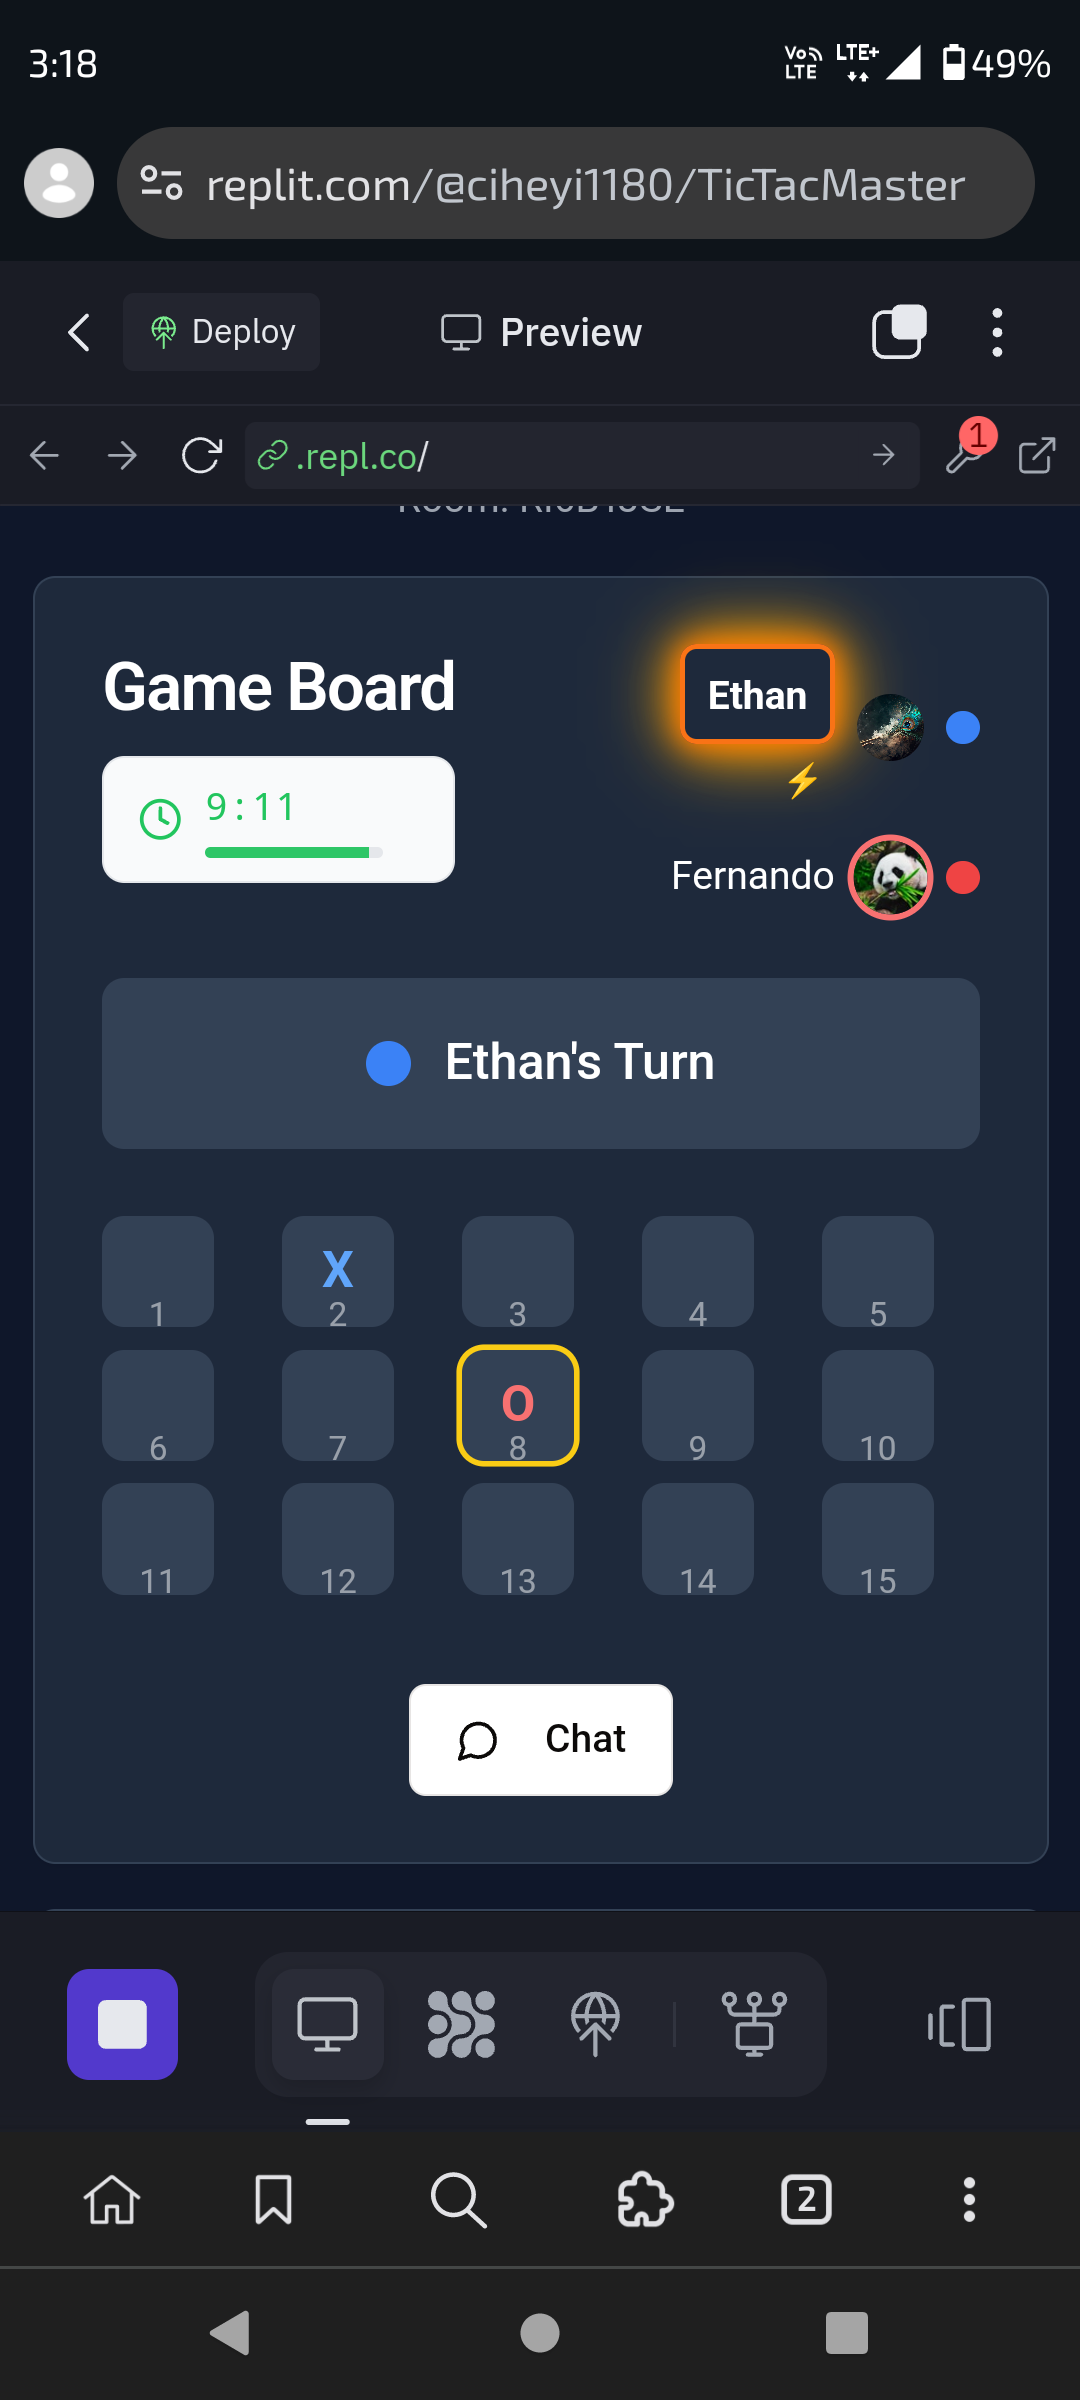 3:18
Vo LTE LTE+ 49%
replit.com/@ciheyi1180/TicTacMaster
Deploy
Preview
.repl.co/
1
Room:
Game Board
Ethan
9:11
Fernando
Ethan's Turn
X
1 2 3 4 5
O
6 7 8 9 10
11 12 13 14 15
Chat
2